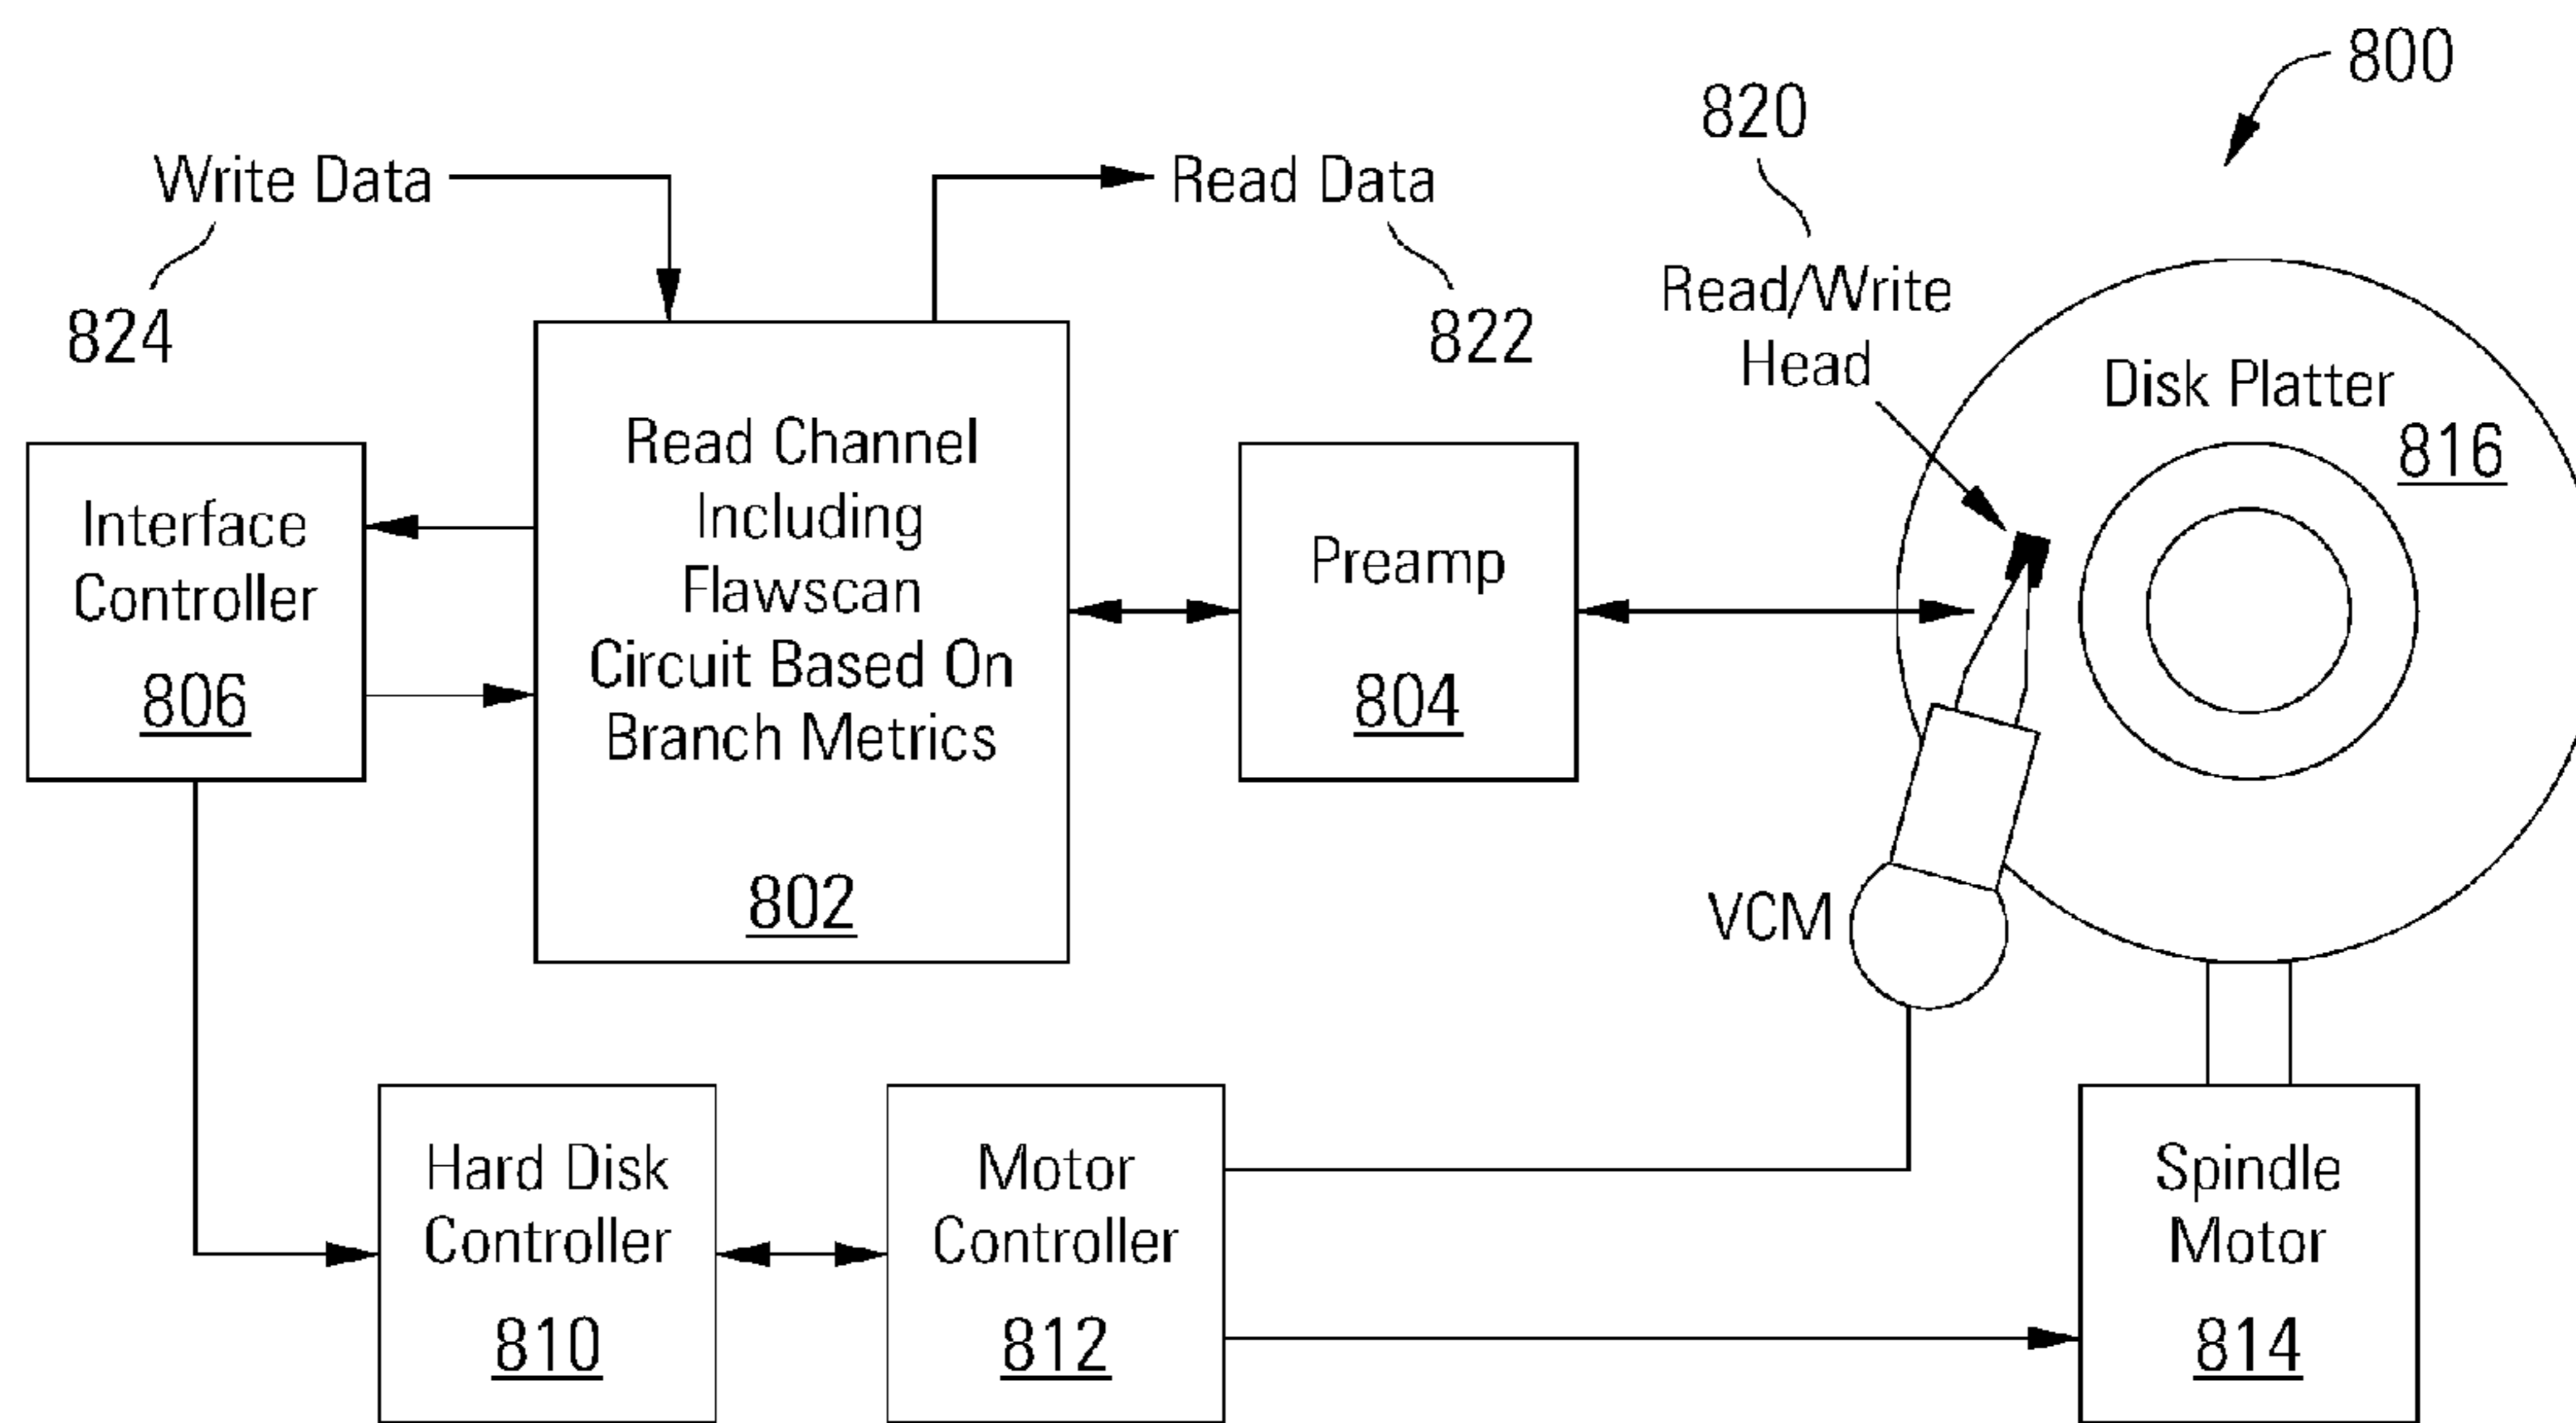 800
820
Write Data
Read Data
824
822
Read/Write
Head
Disk Platter
816
Interface
Controller
806
Read Channel
Including
Flawscan
Circuit Based On
Branch Metrics
802
Preamp
804
VCM
Hard Disk
Controller
810
Motor
Controller
812
Spindle
Motor
814